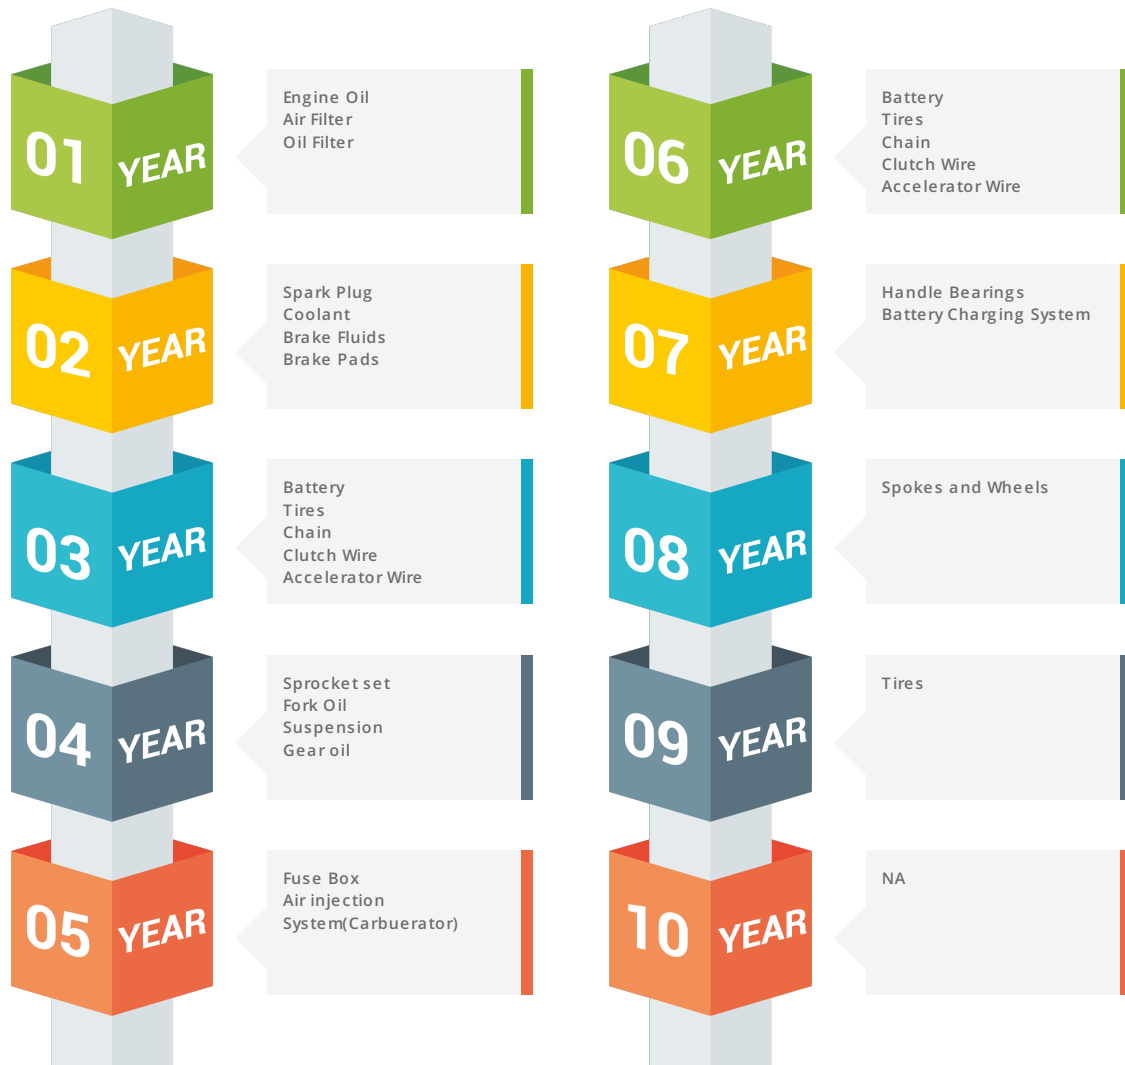 01 YEAR
Engine Oil
Air Filter
Oil Filter
02 YEAR
Spark Plug
Coolant
Brake Fluids
Brake Pads
03 YEAR
Battery
Tires
Chain
Clutch Wire
Accelerator Wire
04 YEAR
Sprocket set
Fork Oil
Suspension
Gear oil
05 YEAR
Fuse Box
Air injection
System(Carbuerator)
06 YEAR
Battery
Tires
Chain
Clutch Wire
Accelerator Wire
07 YEAR
Handle Bearings
Battery Charging System
08 YEAR
Spokes and Wheels
09 YEAR
Tires
10 YEAR
NA